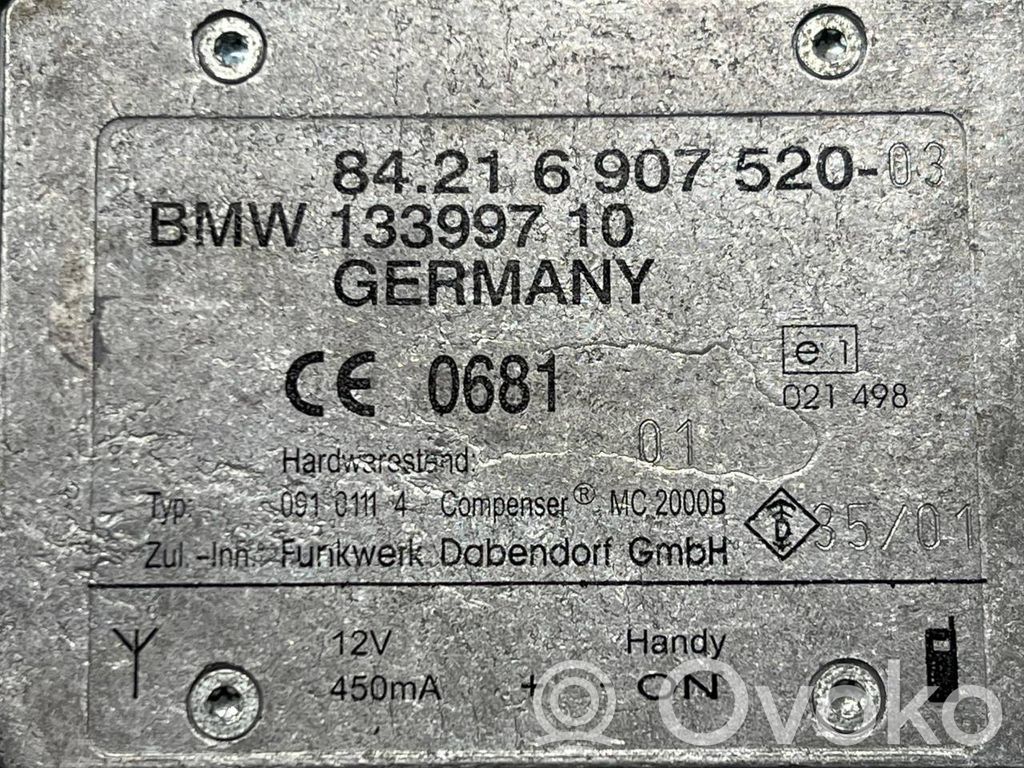 84.21 6 907 520-03
BMW 133997 10
GERMANY
CE 0681
e 1
021 498
Hardwarestand: 01
Typ: 091 0111 4 Compenser® MC 2000B
D 35/01
Zul.-Inh.: Funkwerk Dabendorf GmbH
12V Handy
450mA + - ON
Ovoko